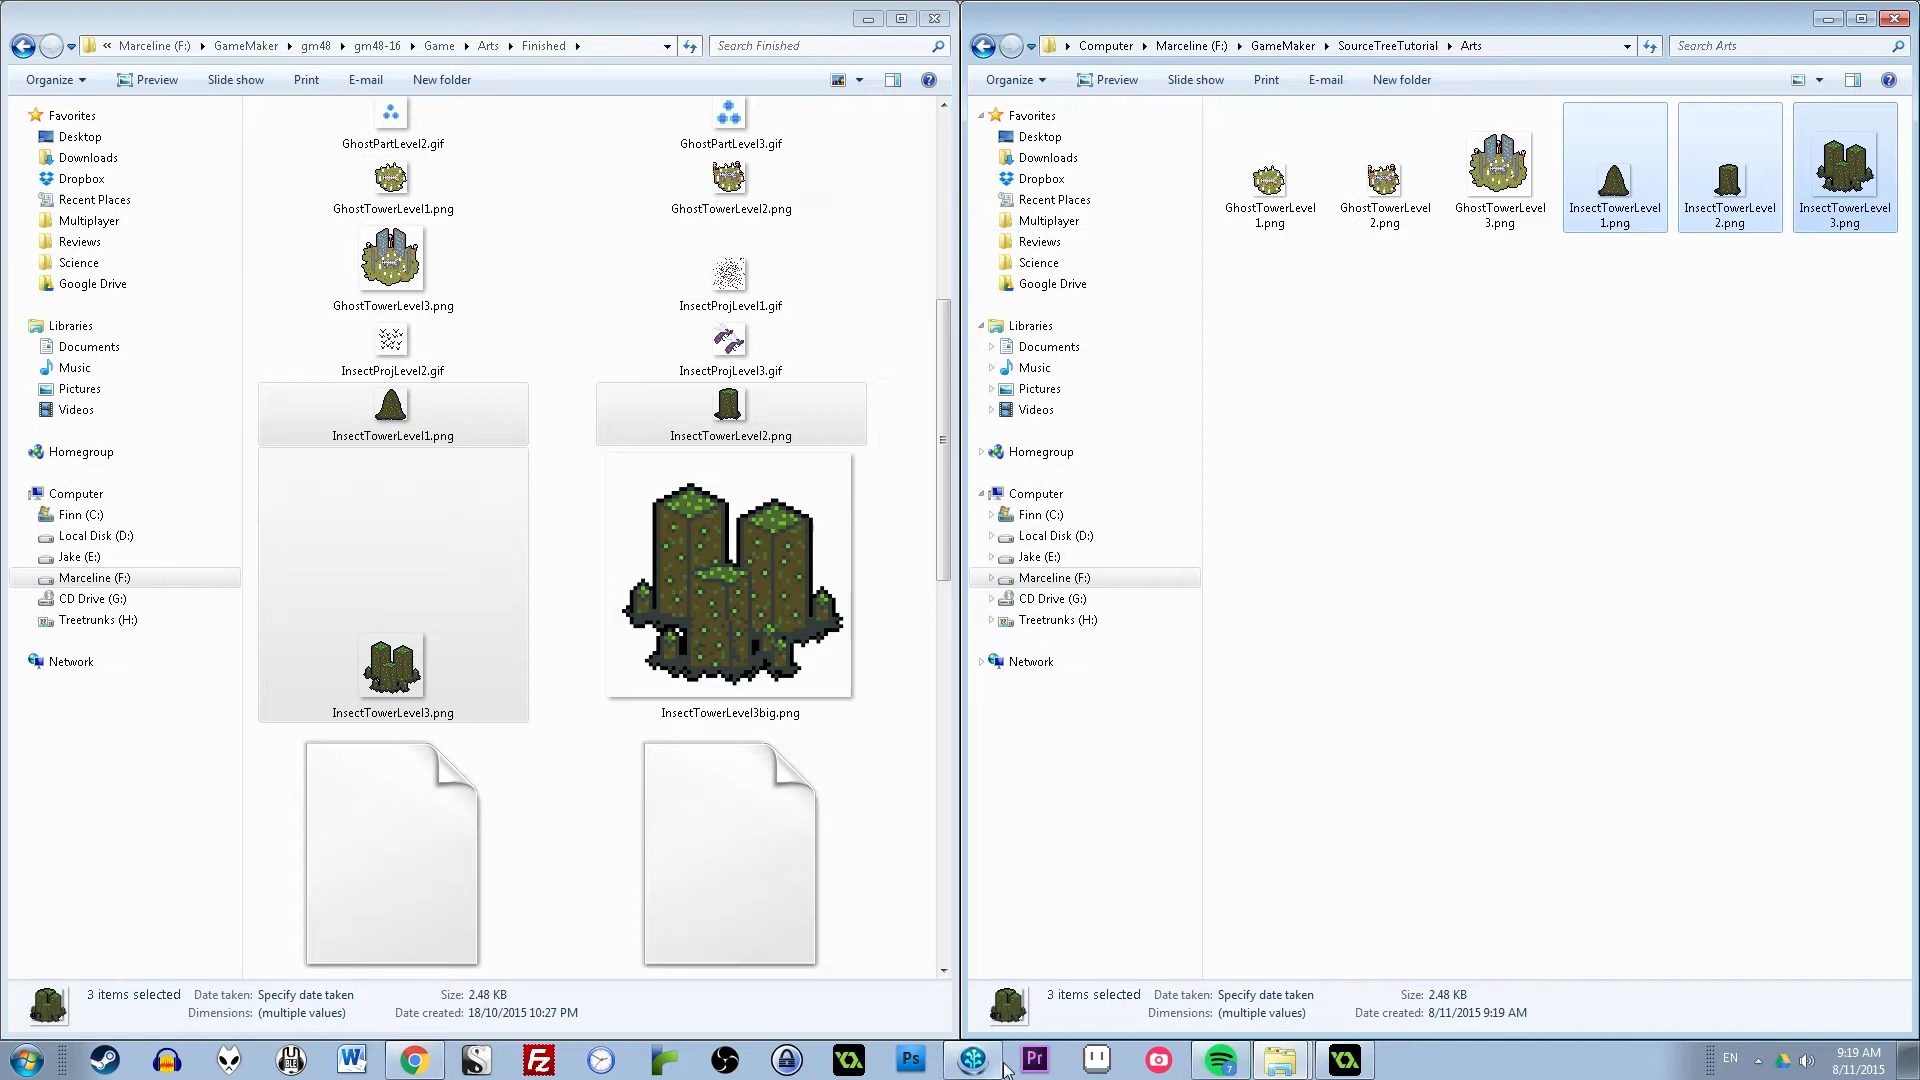 « Marceline (F:) GameMaker gm48 gm48-16 Game Arts Finished
Search Finished
Computer Marceline (F:) GameMaker SourceTreeTutorial Arts
Search Arts
Organize Preview Slide show Print E-mail New folder
Organize Preview Slide show Print E-mail New folder
Favorites
Desktop
Downloads
Dropbox
Recent Places
Multiplayer
Reviews
Science
Google Drive
Libraries
Documents
Music
Pictures
Videos
Homegroup
Computer
Finn (C:)
Local Disk (D:)
Jake (E:)
Marceline (F:)
CD Drive (G:)
Treetrunks (H:)
Network
GhostPartLevel2.gif
GhostPartLevel3.gif
GhostTowerLevel1.png
GhostTowerLevel2.png
GhostTowerLevel3.png
InsectProjLevel1.gif
InsectProjLevel2.gif
InsectProjLevel3.gif
InsectTowerLevel1.png
InsectTowerLevel2.png
InsectTowerLevel3.png
InsectTowerLevel3big.png
3 items selected Date taken: Specify date taken Size: 2.48 KB
Dimensions: (multiple values) Date created: 18/10/2015 10:27 PM
Favorites
Desktop
Downloads
Dropbox
Recent Places
Multiplayer
Reviews
Science
Google Drive
Libraries
Documents
Music
Pictures
Videos
Homegroup
Computer
Finn (C:)
Local Disk (D:)
Jake (E:)
Marceline (F:)
CD Drive (G:)
Treetrunks (H:)
Network
GhostTowerLevel
1.png
GhostTowerLevel
2.png
GhostTowerLevel
3.png
InsectTowerLevel
1.png
InsectTowerLevel
2.png
InsectTowerLevel
3.png
3 items selected Date taken: Specify date taken Size: 2.48 KB
Dimensions: (multiple values) Date created: 8/11/2015 9:19 AM
W
S
FZ
Ps
Pr
7
EN
9:19 AM
8/11/2015